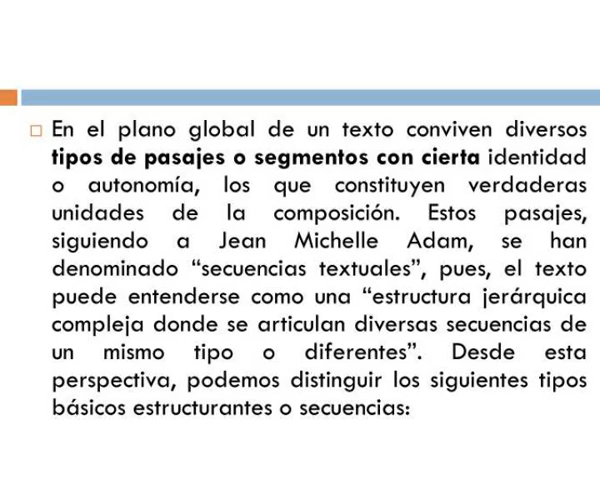 En el plano global de un texto conviven diversos
tipos de pasajes o segmentos con cierta identidad
o autonomía, los que constituyen verdaderas
unidades de la composición. Estos pasajes,
siguiendo a Jean Michelle Adam, se han
denominado “secuencias textuales”, pues, el texto
puede entenderse como una “estructura jerárquica
compleja donde se articulan diversas secuencias de
un mismo tipo o diferentes”. Desde esta
perspectiva, podemos distinguir los siguientes tipos
básicos estructurantes o secuencias: